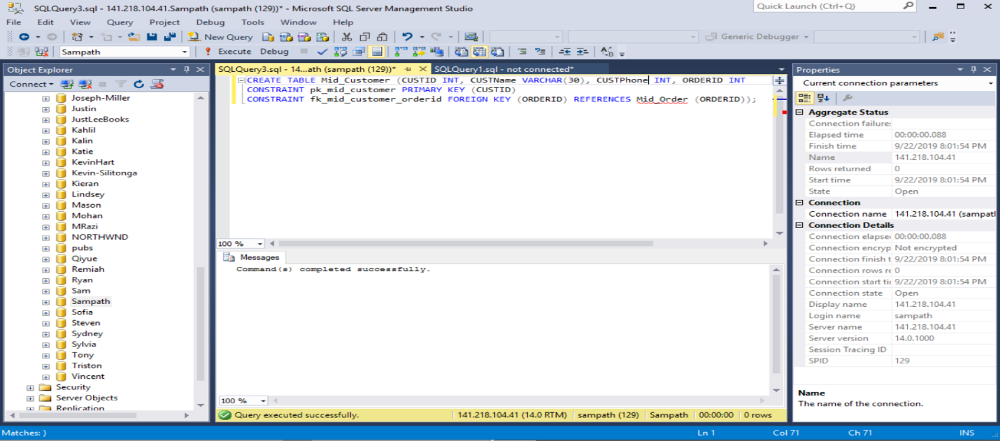 SQLQuery3.sql - 141.218.104.41.Sampath (sampath (129))* - Microsoft SQL Server Management Studio
Quick Launch (Ctrl+Q)
File Edit View Query Project Debug Tools Window Help
New Query
Generic Debugger
Sampath
Execute Debug
Object Explorer
Connect
Joseph-Miller
Justin
JustLeeBooks
Kahlil
Kalin
Katie
KevinHart
Kevin-Silitonga
Kieran
Lindsey
Mason
Mohan
MRazi
NORTHWND
pubs
Qiyue
Remiah
Ryan
Sam
Sampath
Sofia
Steven
Sydney
Sylvia
Tony
Triston
Vincent
Security
Server Objects
Replication
SQLQuery3.sql - 14...ath (sampath (129))* SQLQuery1.sql - not connected*
CREATE TABLE Mid_Customer (CUSTID INT, CUSTName VARCHAR(30), CUSTPhone INT, ORDERID INT
CONSTRAINT pk_mid_customer PRIMARY KEY (CUSTID)
CONSTRAINT fk_mid_customer_orderid FOREIGN KEY (ORDERID) REFERENCES Mid_Order (ORDERID));
100 %
Messages
Command(s) completed successfully.
100 %
Query executed successfully. 141.218.104.41 (14.0 RTM) sampath (129) Sampath 00:00:00 0 rows
Properties
Current connection parameters
Aggregate Status
Connection failures
Elapsed time 00:00:00.088
Finish time 9/22/2019 8:01:54 PM
Name 141.218.104.41
Rows returned 0
Start time 9/22/2019 8:01:54 PM
State Open
Connection
Connection name 141.218.104.41 (sampath
Connection Details
Connection elapse 00:00:00.088
Connection encryp Not encrypted
Connection finish t 9/22/2019 8:01:54 PM
Connection rows re 0
Connection start ti 9/22/2019 8:01:54 PM
Connection state Open
Display name 141.218.104.41
Login name sampath
Server name 141.218.104.41
Server version 14.0.1000
Session Tracing ID
SPID 129
Name
The name of the connection.
Matches: ) Ln 1 Col 71 Ch 71 INS